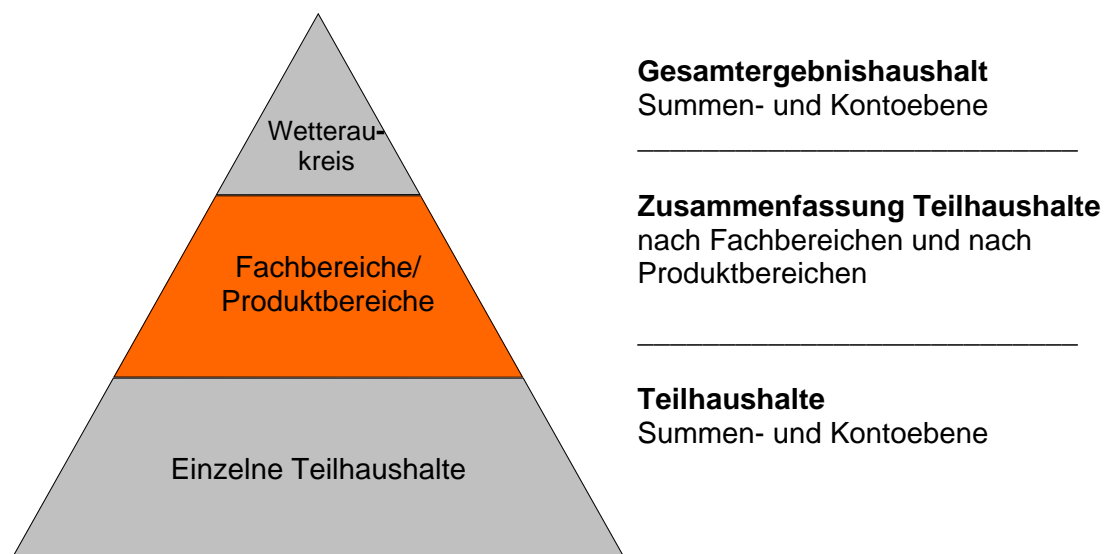 Wetterau-
kreis
Gesamtergebnishaushalt
Summen- und Kontoebene
Fachbereiche/
Produktbereiche
Zusammenfassung Teilhaushalte
nach Fachbereichen und nach
Produktbereichen
Einzelne Teilhaushalte
Teilhaushalte
Summen- und Kontoebene